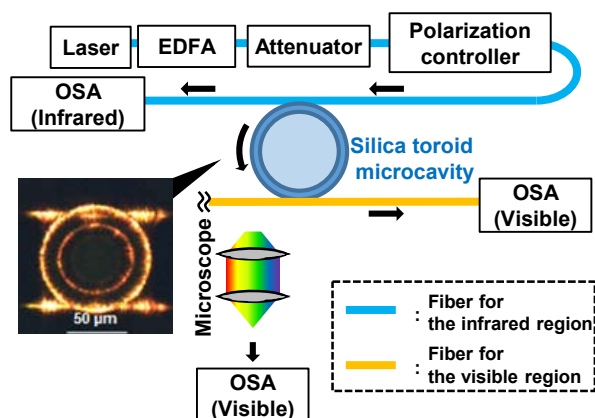 Laser
EDFA
Attenuator
Polarization
controller
OSA
(Infrared)
Silica toroid
microcavity
OSA
(Visible)
Microscope
50 µm
OSA
(Visible)
: Fiber for
the infrared region
: Fiber for
the visible region